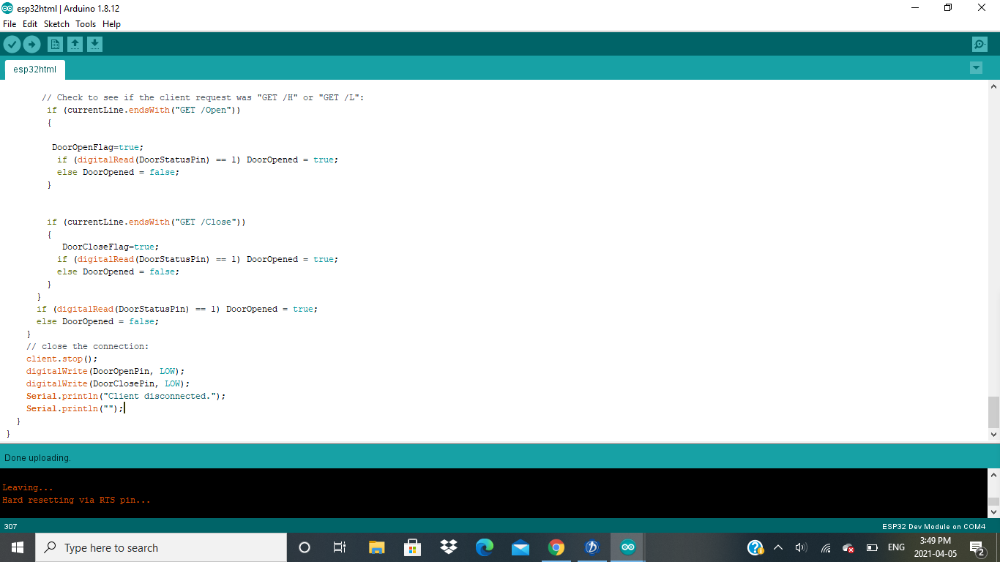 esp32html | Arduino 1.8.12
File Edit Sketch Tools Help
esp32html
// Check to see if the client request was "GET /H" or "GET /L":
if (currentLine.endsWith("GET /Open"))
{
DoorOpenFlag=true;
if (digitalRead(DoorStatusPin) == 1) DoorOpened = true;
else DoorOpened = false;
}
if (currentLine.endsWith("GET /Close"))
{
DoorCloseFlag=true;
if (digitalRead(DoorStatusPin) == 1) DoorOpened = true;
else DoorOpened = false;
}
}
if (digitalRead(DoorStatusPin) == 1) DoorOpened = true;
else DoorOpened = false;
}
// close the connection:
client.stop();
digitalWrite(DoorOpenPin, LOW);
digitalWrite(DoorClosePin, LOW);
Serial.println("Client disconnected.");
Serial.println("");
}
}
Done uploading.
Leaving...
Hard resetting via RTS pin...
307
ESP32 Dev Module on COM4
Type here to search
ENG
3:49 PM
2021-04-05
2